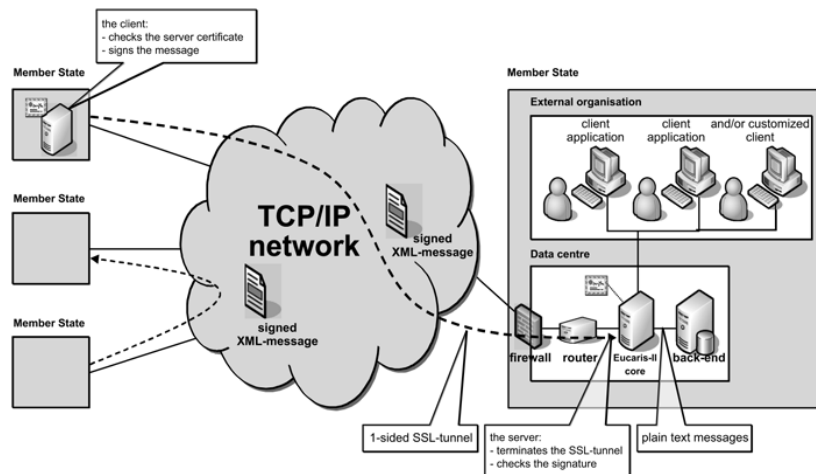 the client:
- checks the server certificate
- signs the message
Member State
Member State
Member State
TCP/IP
network
signed
XML-message
signed
XML-message
Member State
External organisation
client
application
client
application
and/or customized
client
Data centre
firewall
router
Eucaris-II
core
back-end
1-sided SSL-tunnel
the server:
- terminates the SSL-tunnel
- checks the signature
plain text messages